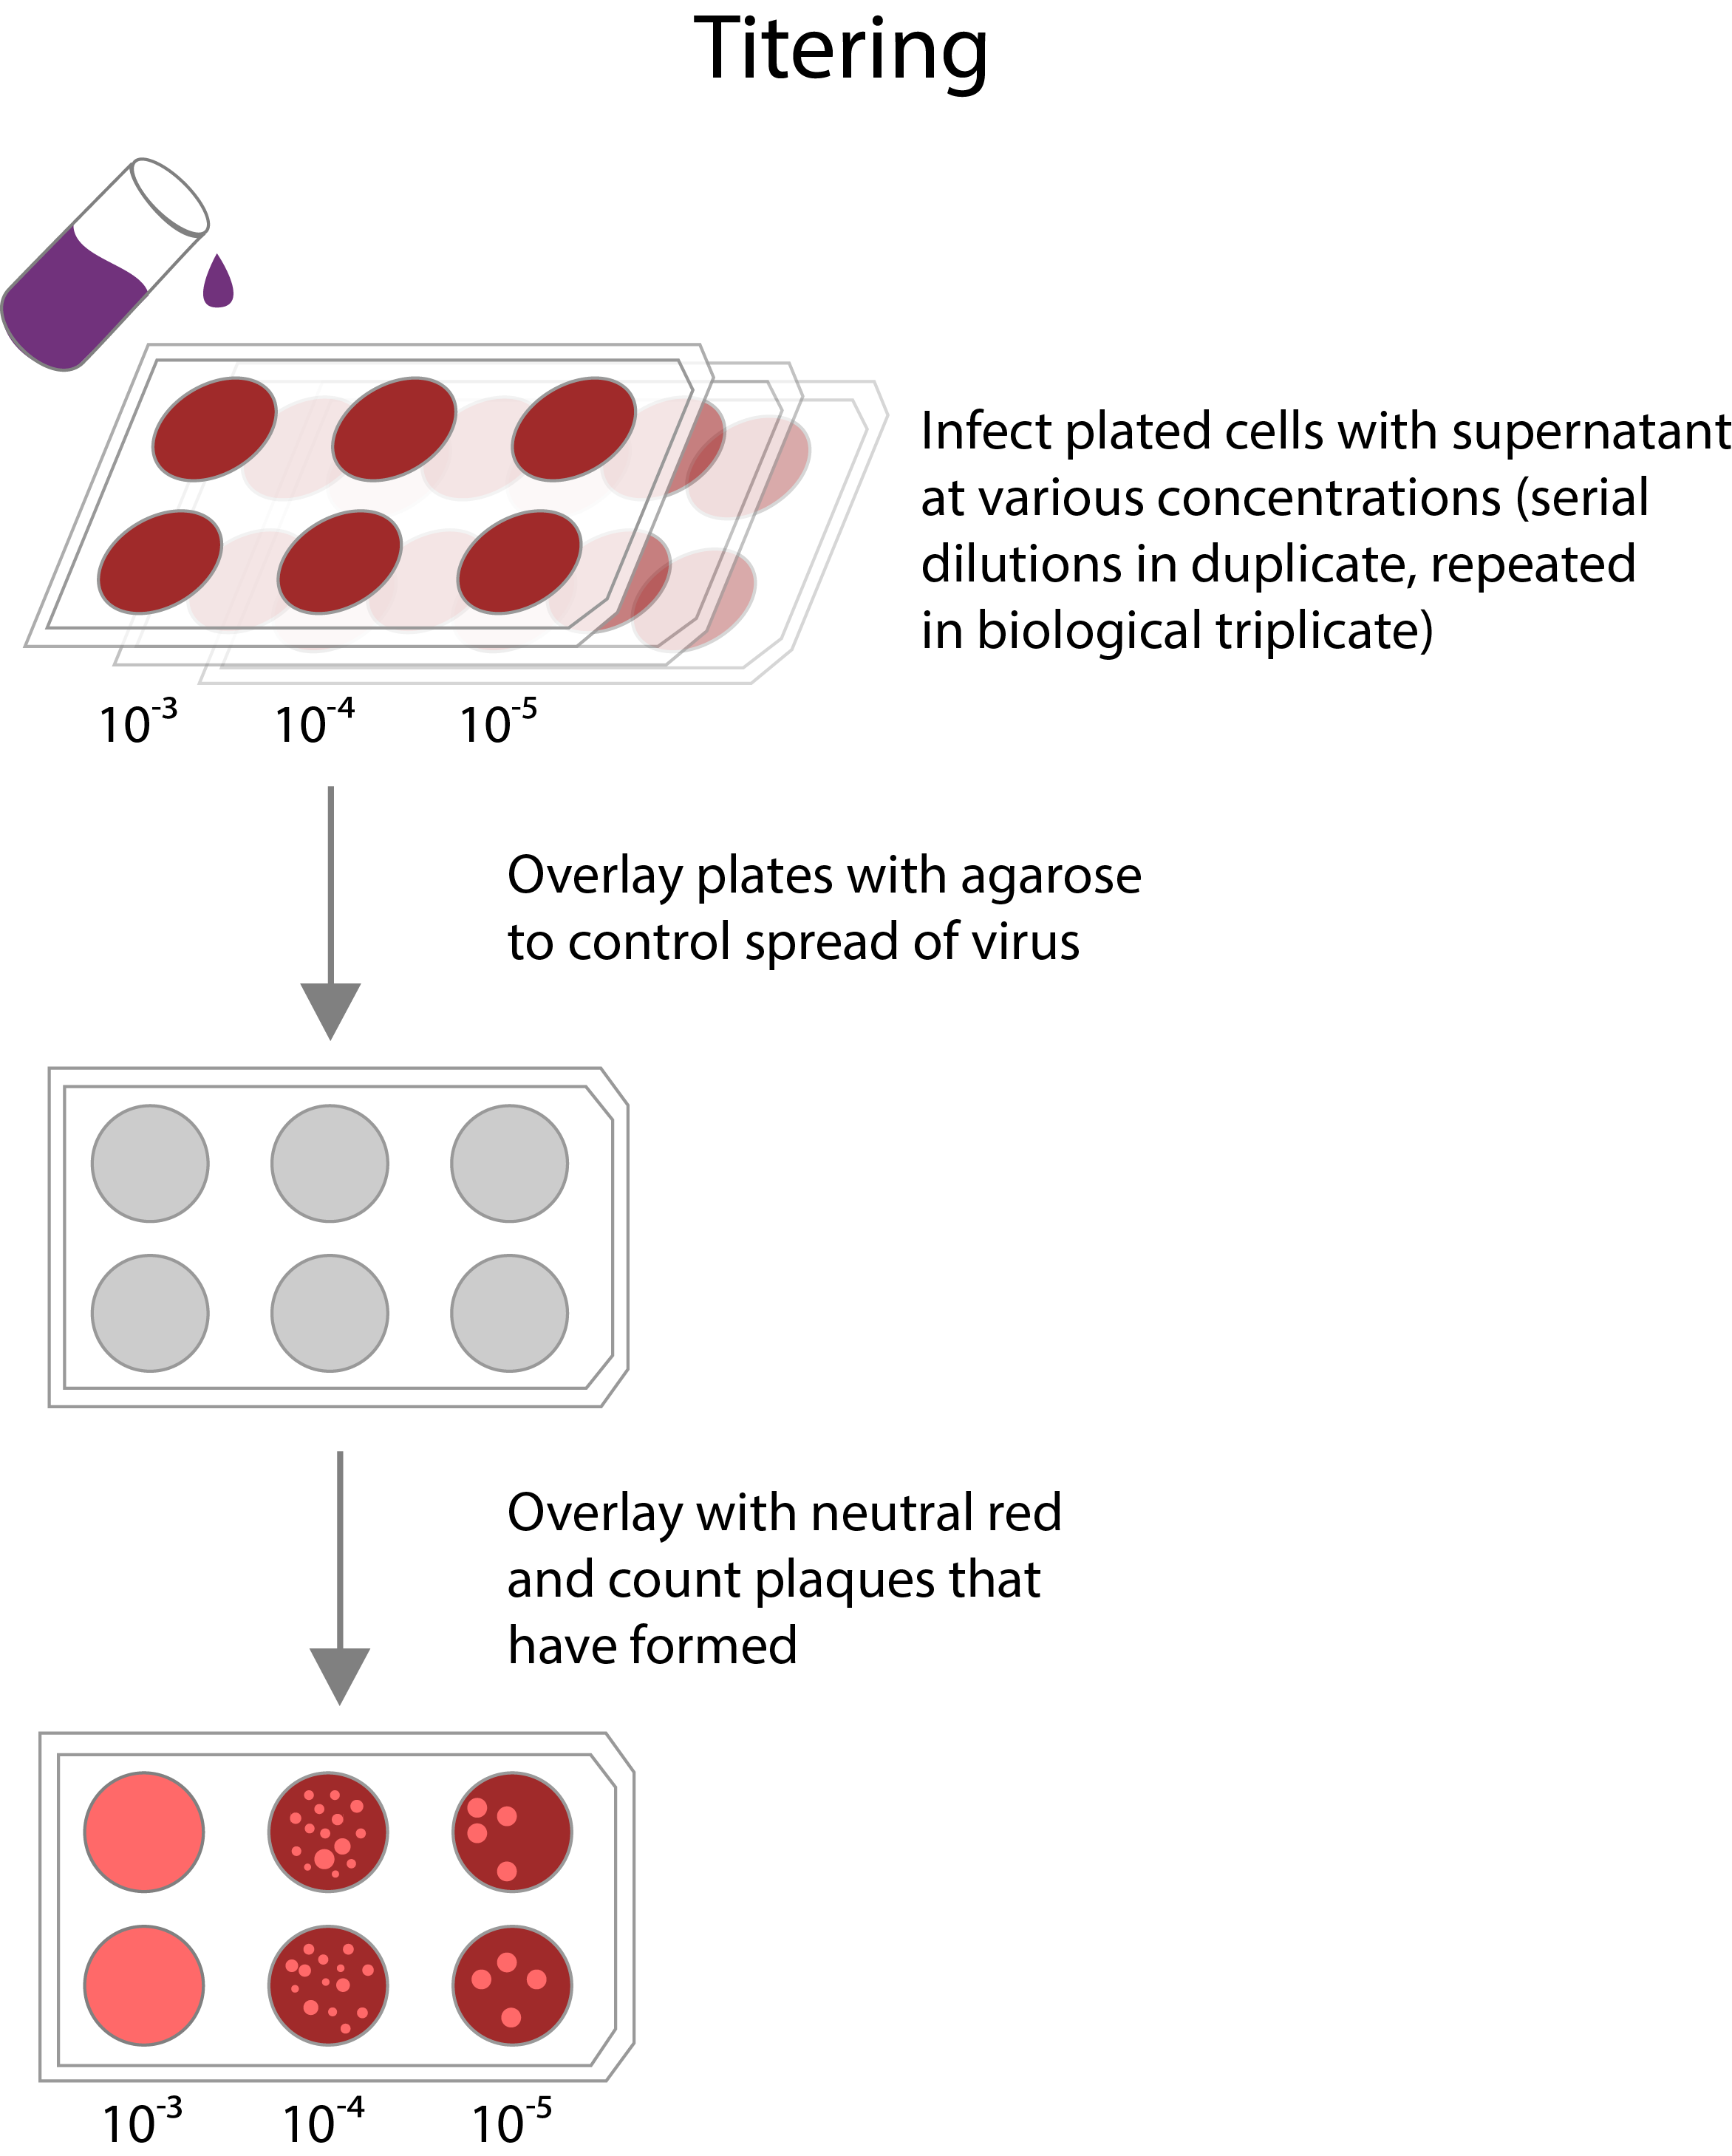 Titering
Infect plated cells with supernatant
at various concentrations (serial
dilutions in duplicate, repeated
in biological triplicate)
10⁻³ 10⁻⁴ 10⁻⁵
Overlay plates with agarose
to control spread of virus
Overlay with neutral red
and count plaques that
have formed
10⁻³ 10⁻⁴ 10⁻⁵